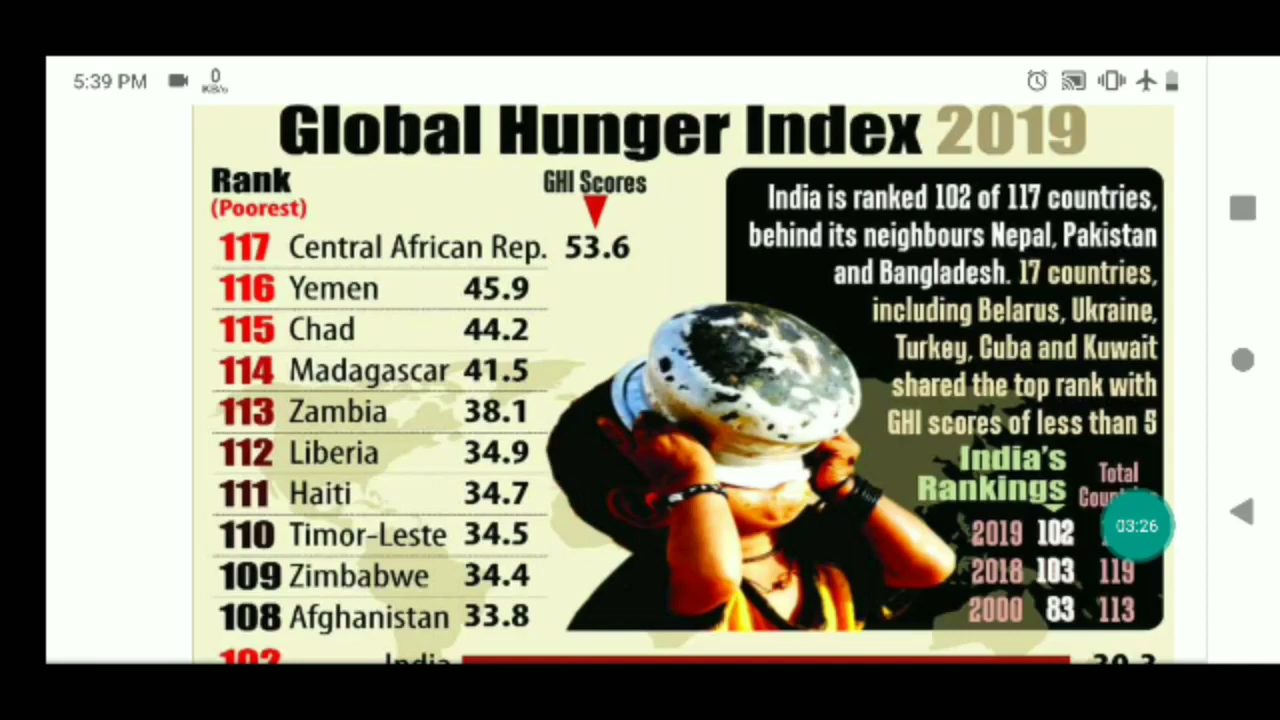 5:39 PM
0
KB/s
Global Hunger Index 2019
Rank
(Poorest)
GHI Scores
117 Central African Rep. 53.6
116 Yemen 45.9
115 Chad 44.2
114 Madagascar 41.5
113 Zambia 38.1
112 Liberia 34.9
111 Haiti 34.7
110 Timor-Leste 34.5
109 Zimbabwe 34.4
108 Afghanistan 33.8
India is ranked 102 of 117 countries,
behind its neighbours Nepal, Pakistan
and Bangladesh. 17 countries,
including Belarus, Ukraine,
Turkey, Cuba and Kuwait
shared the top rank with
GHI scores of less than 5
India's
Rankings
Total
2019 102
2018 103 119
2000 83 113
03:26
102 India 30.3